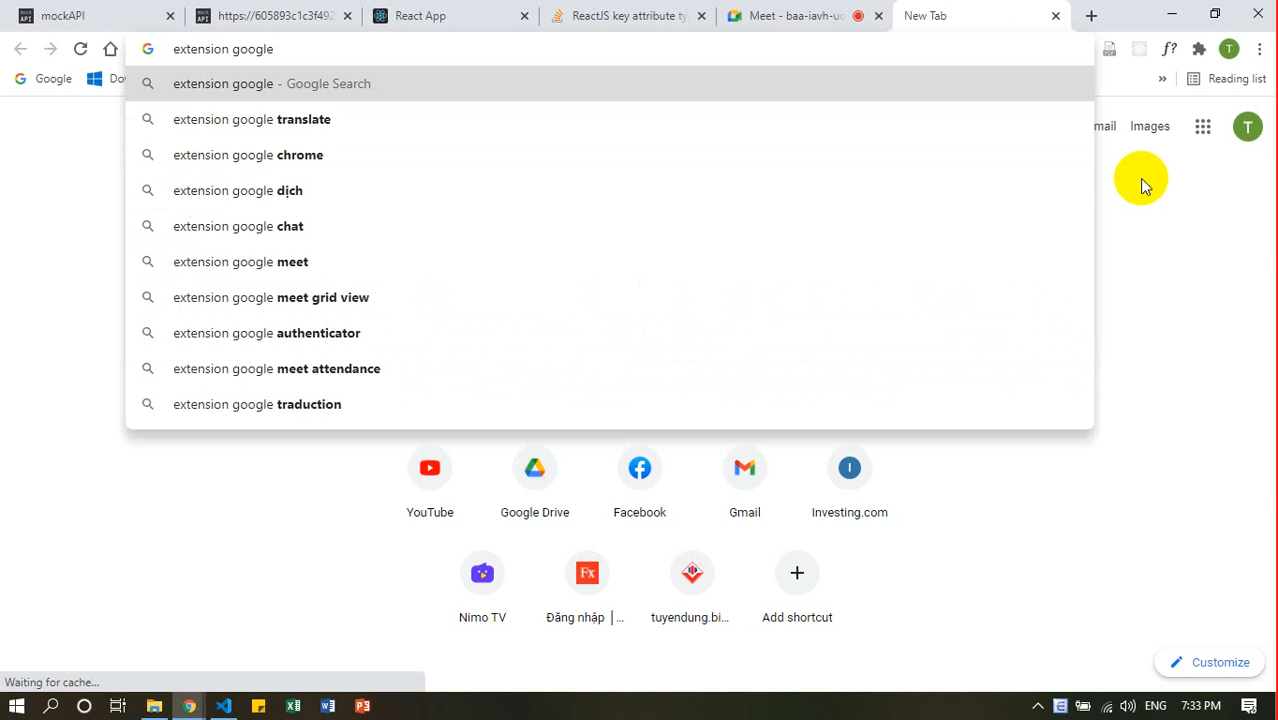 mockAPI
https://605893c1c3f492
React App
ReactJS key attribute ty
Meet - baa-iavh-uo
New Tab
extension google
Google
Do
Reading list
extension google - Google Search
extension google translate
extension google chrome
extension google dịch
extension google chat
extension google meet
extension google meet grid view
extension google authenticator
extension google meet attendance
extension google traduction
mail
Images
T
YouTube
Google Drive
Facebook
Gmail
Investing.com
Nimo TV
Đăng nhập | ...
tuyendung.bi...
Add shortcut
Customize
Waiting for cache...
ENG
7:33 PM